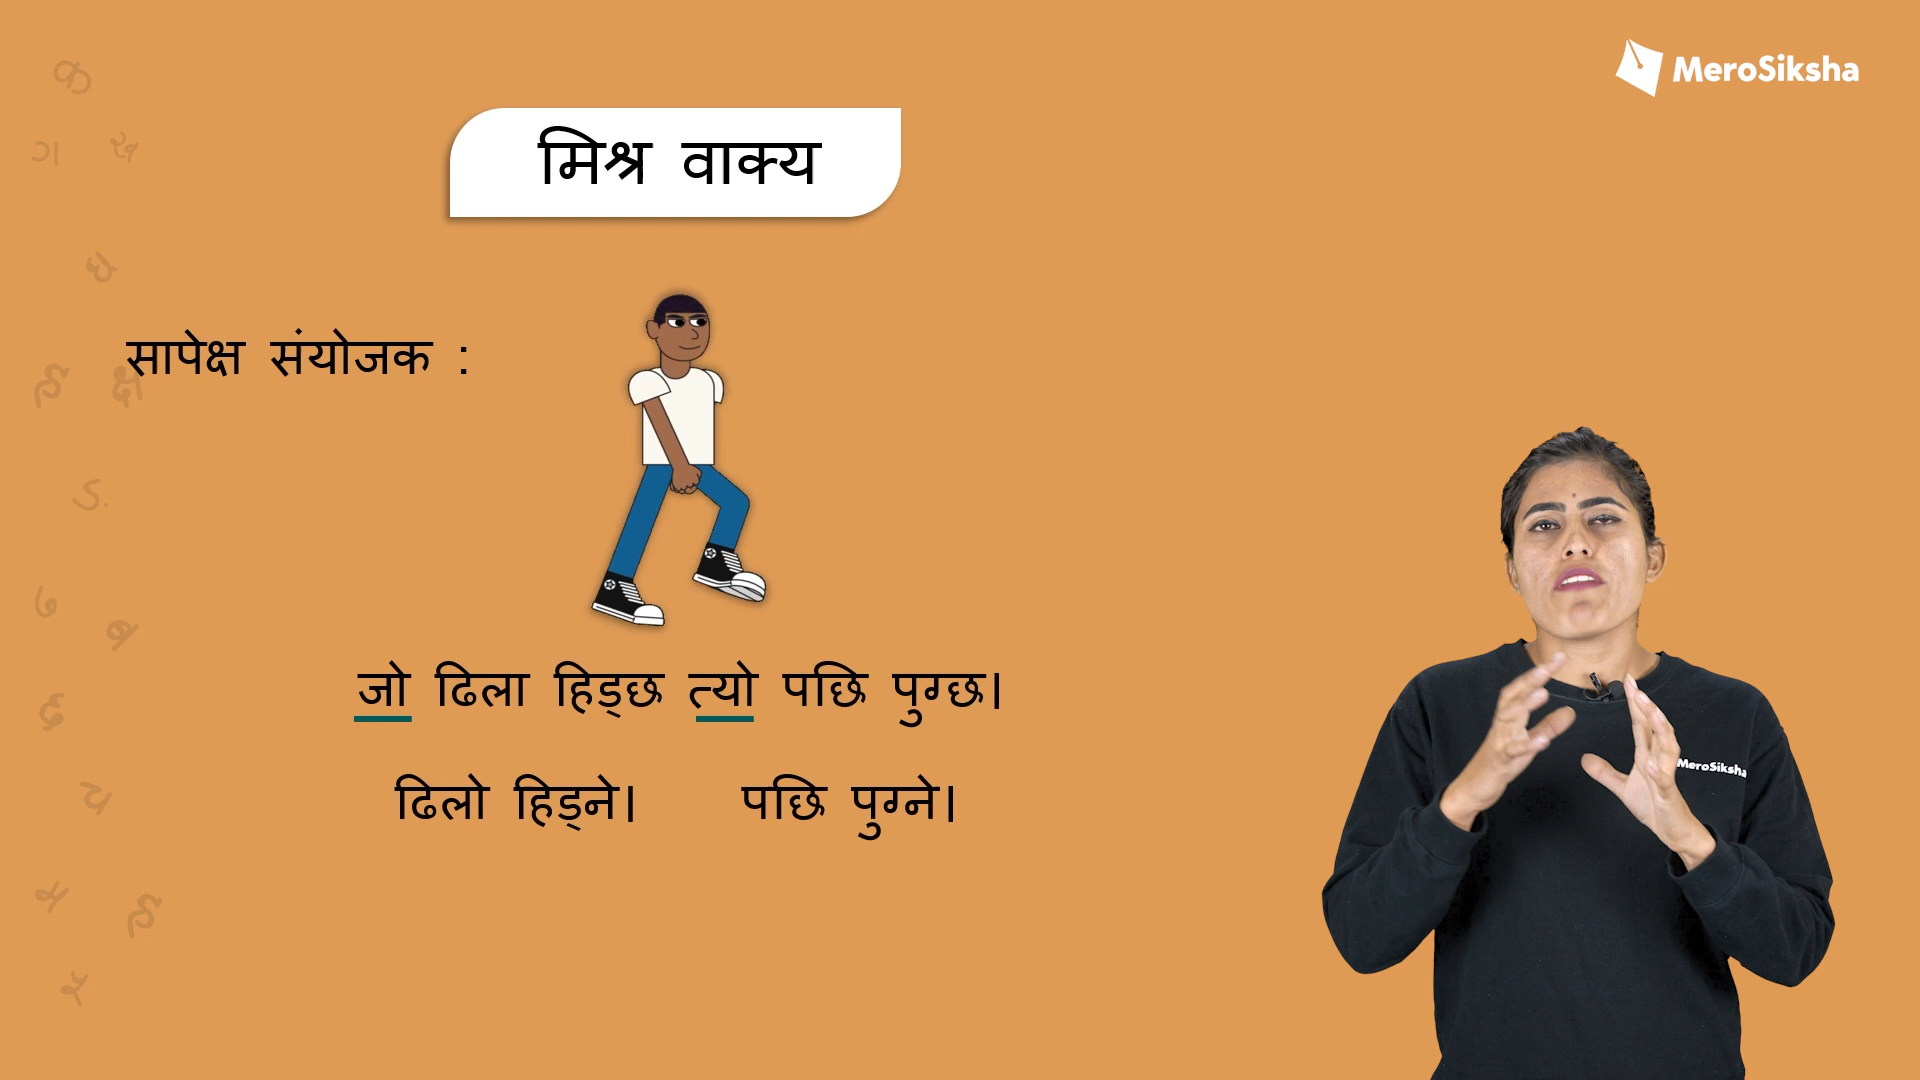 MeroSiksha
मिश्र वाक्य
सापेक्ष संयोजक :
जो ढिला हिड्छ त्यो पछि पुग्छ।
ढिलो हिड्ने। पछि पुग्ने।
MeroSiksha
क
ग ख
घ
ह क्ष
ङ